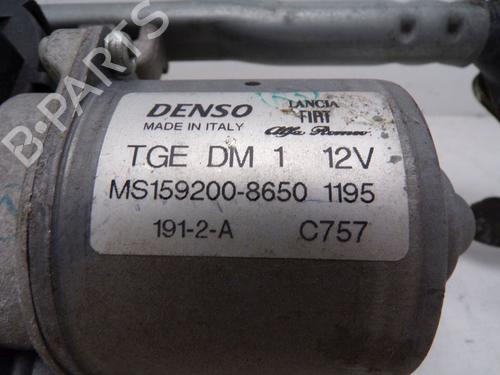 DENSO
MADE IN ITALY
LANCIA
FIAT
Alfa Romeo
TGE DM 1 12V
MS159200-8650 1195
191-2-A C757
B-PARTS